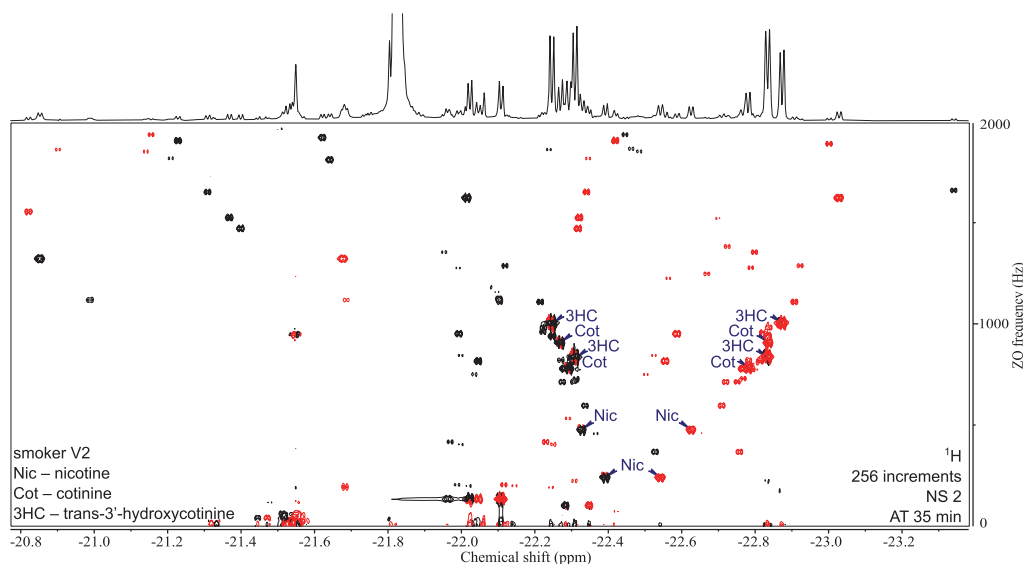 2000
3HC
3HC
Cot
Cot
1000
3HC
3HC
Cot
Cot
ZO frequency (Hz)
Nic
Nic
smoker V2
Nic
¹H
Nic – nicotine
256 increments
Cot – cotinine
NS 2
3HC – trans-3'-hydroxycotinine
AT 35 min
0
-20.8 -21.0 -21.2 -21.4 -21.6 -21.8 -22.0 -22.2 -22.4 -22.6 -22.8 -23.0 -23.2
Chemical shift (ppm)